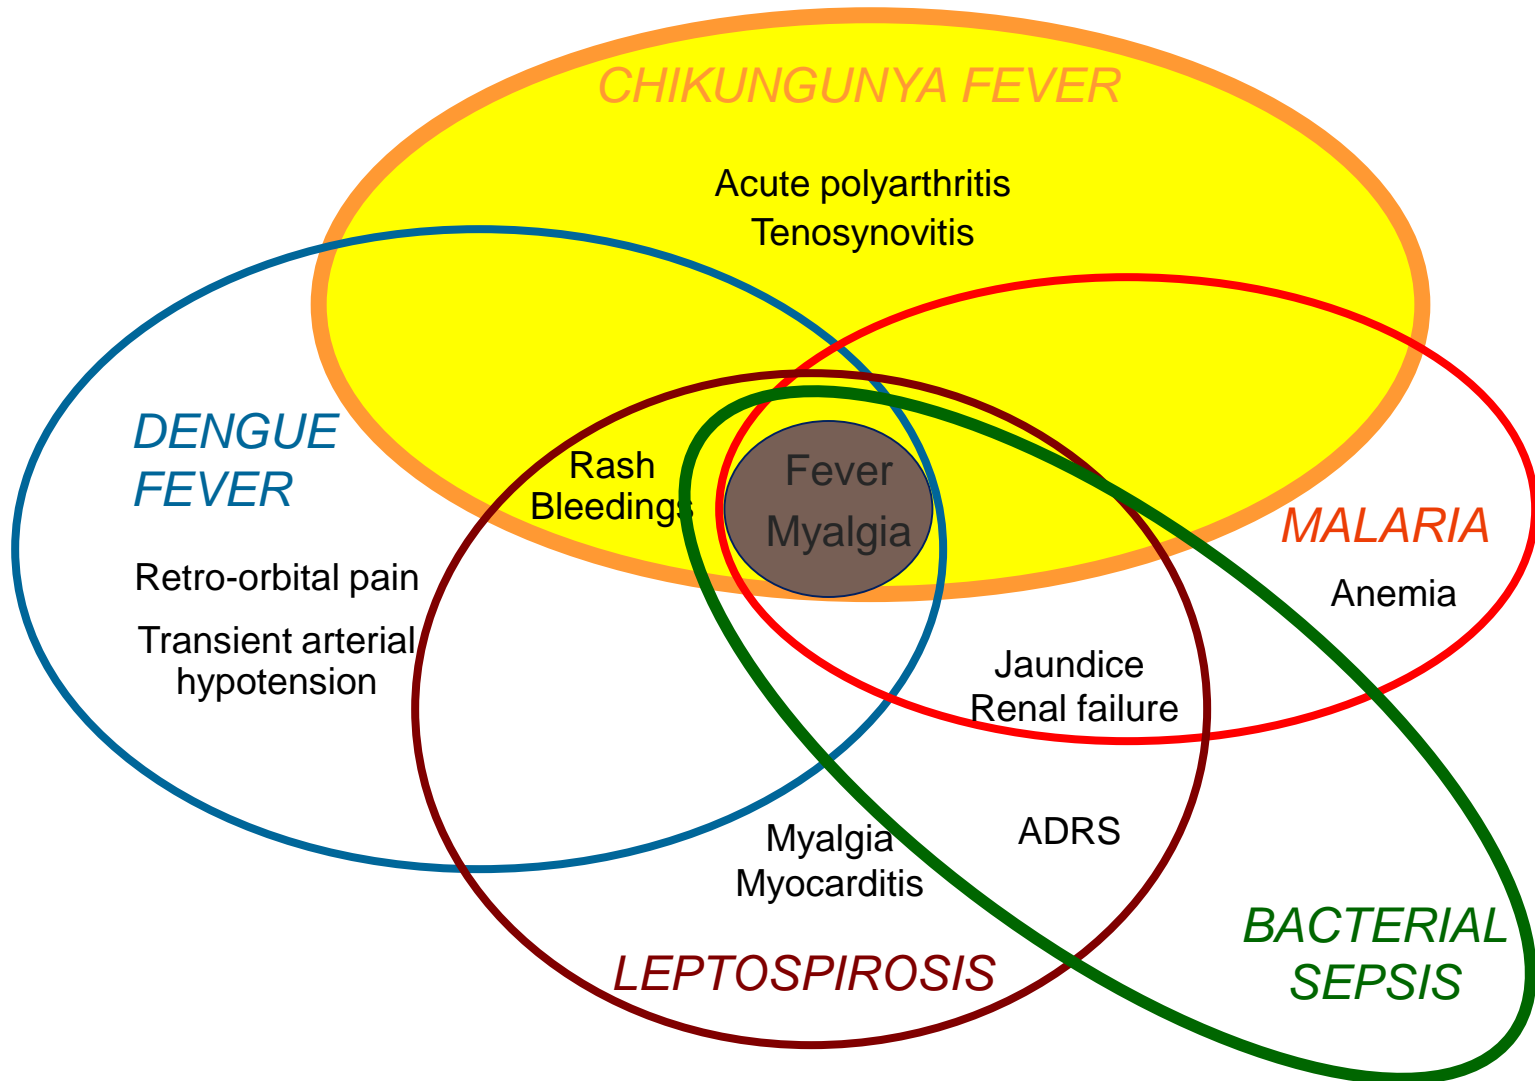 CHIKUNGUNYA FEVER
Acute polyarthritis
Tenosynovitis
DENGUE
FEVER
Rash
Bleedings
Fever
Myalgia
MALARIA
Anemia
Retro-orbital pain
Transient arterial
hypotension
Jaundice
Renal failure
Myalgia
Myocarditis
ADRS
LEPTOSPIROSIS
BACTERIAL
SEPSIS